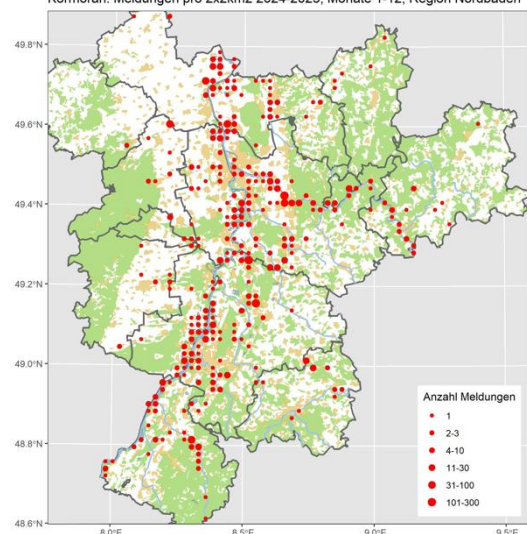 Kormoran: Meldungen pro 2x2km2 2024-2025, Monate 1-12, Region Nordbaden
49.8°N
49.6°N
49.4°N
49.2°N
49.0°N
48.8°N
48.6°N
Anzahl Meldungen
1
2-3
4-10
11-30
31-100
101-300
8.0°E
8.5°E
9.0°E
9.5°E